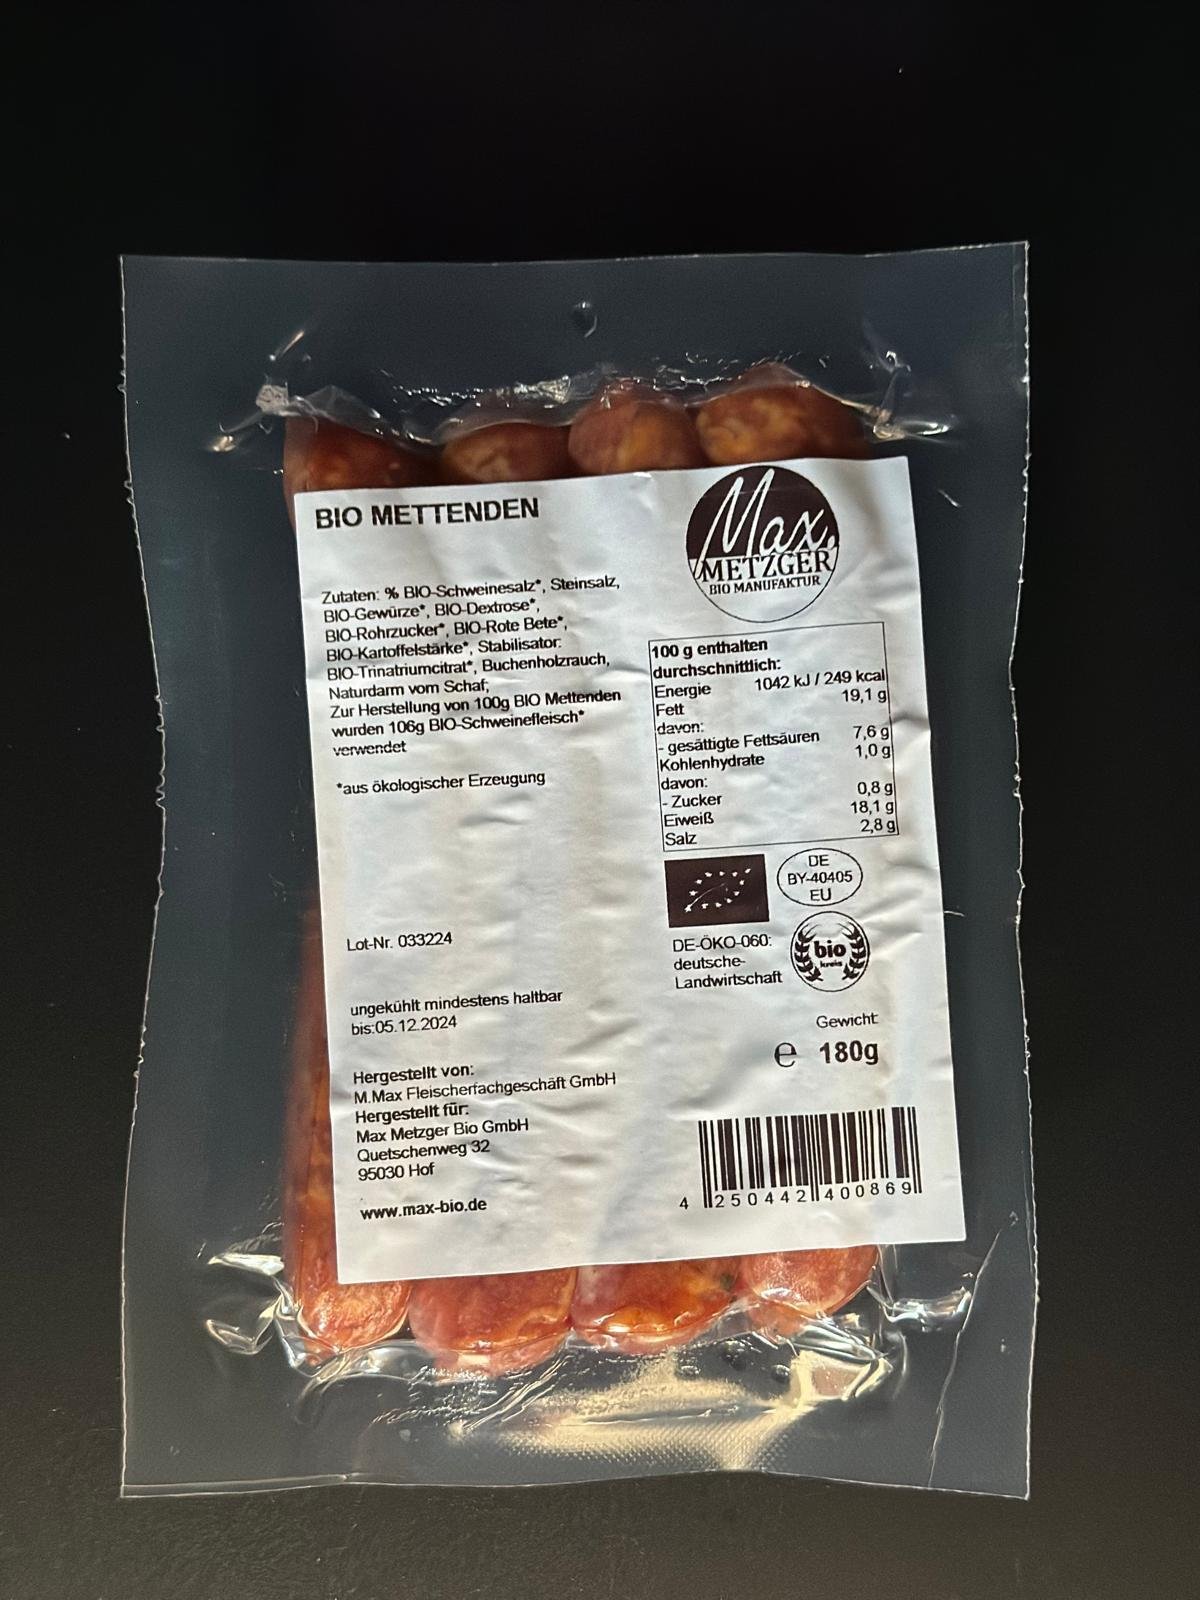 BIO METTENDEN
Max.
METZGER
BIO MANUFAKTUR
Zutaten: % BIO-Schweinesalz*, Steinsalz,
BIO-Gewürze*, BIO-Dextrose*,
BIO-Rohrzucker*, BIO-Rote Bete*,
BIO-Kartoffelstärke*, Stabilisator:
BIO-Trinatriumcitrat*, Buchenholzrauch,
Naturdarm vom Schaf;
Zur Herstellung von 100g BIO Mettenden
wurden 106g BIO-Schweinefleisch*
verwendet
*aus ökologischer Erzeugung
Lot-Nr. 033224
ungekühlt mindestens haltbar
bis:05.12.2024
Hergestellt von:
M.Max Fleischerfachgeschäft GmbH
Hergestellt für:
Max Metzger Bio GmbH
Quetschenweg 32
95030 Hof
www.max-bio.de
100 g enthalten
durchschnittlich:
Energie 1042 kJ / 249 kcal
Fett 19,1 g
davon:
- gesättigte Fettsäuren 7,6 g
Kohlenhydrate 1,0 g
davon:
- Zucker 0,8 g
Eiweiß 18,1 g
Salz 2,8 g
DE
BY-40405
EU
DE-ÖKO-060:
deutsche-
Landwirtschaft
bio
kreis
Gewicht
e 180g
4 250442 400869